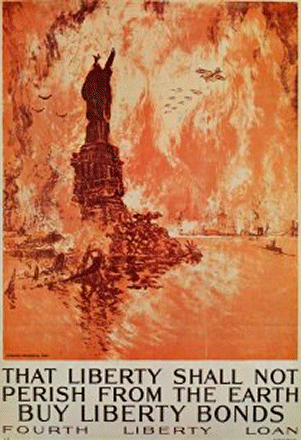 THAT LIBERTY SHALL NOT
PERISH FROM THE EARTH
BUY LIBERTY BONDS
FOURTH LIBERTY LOAN